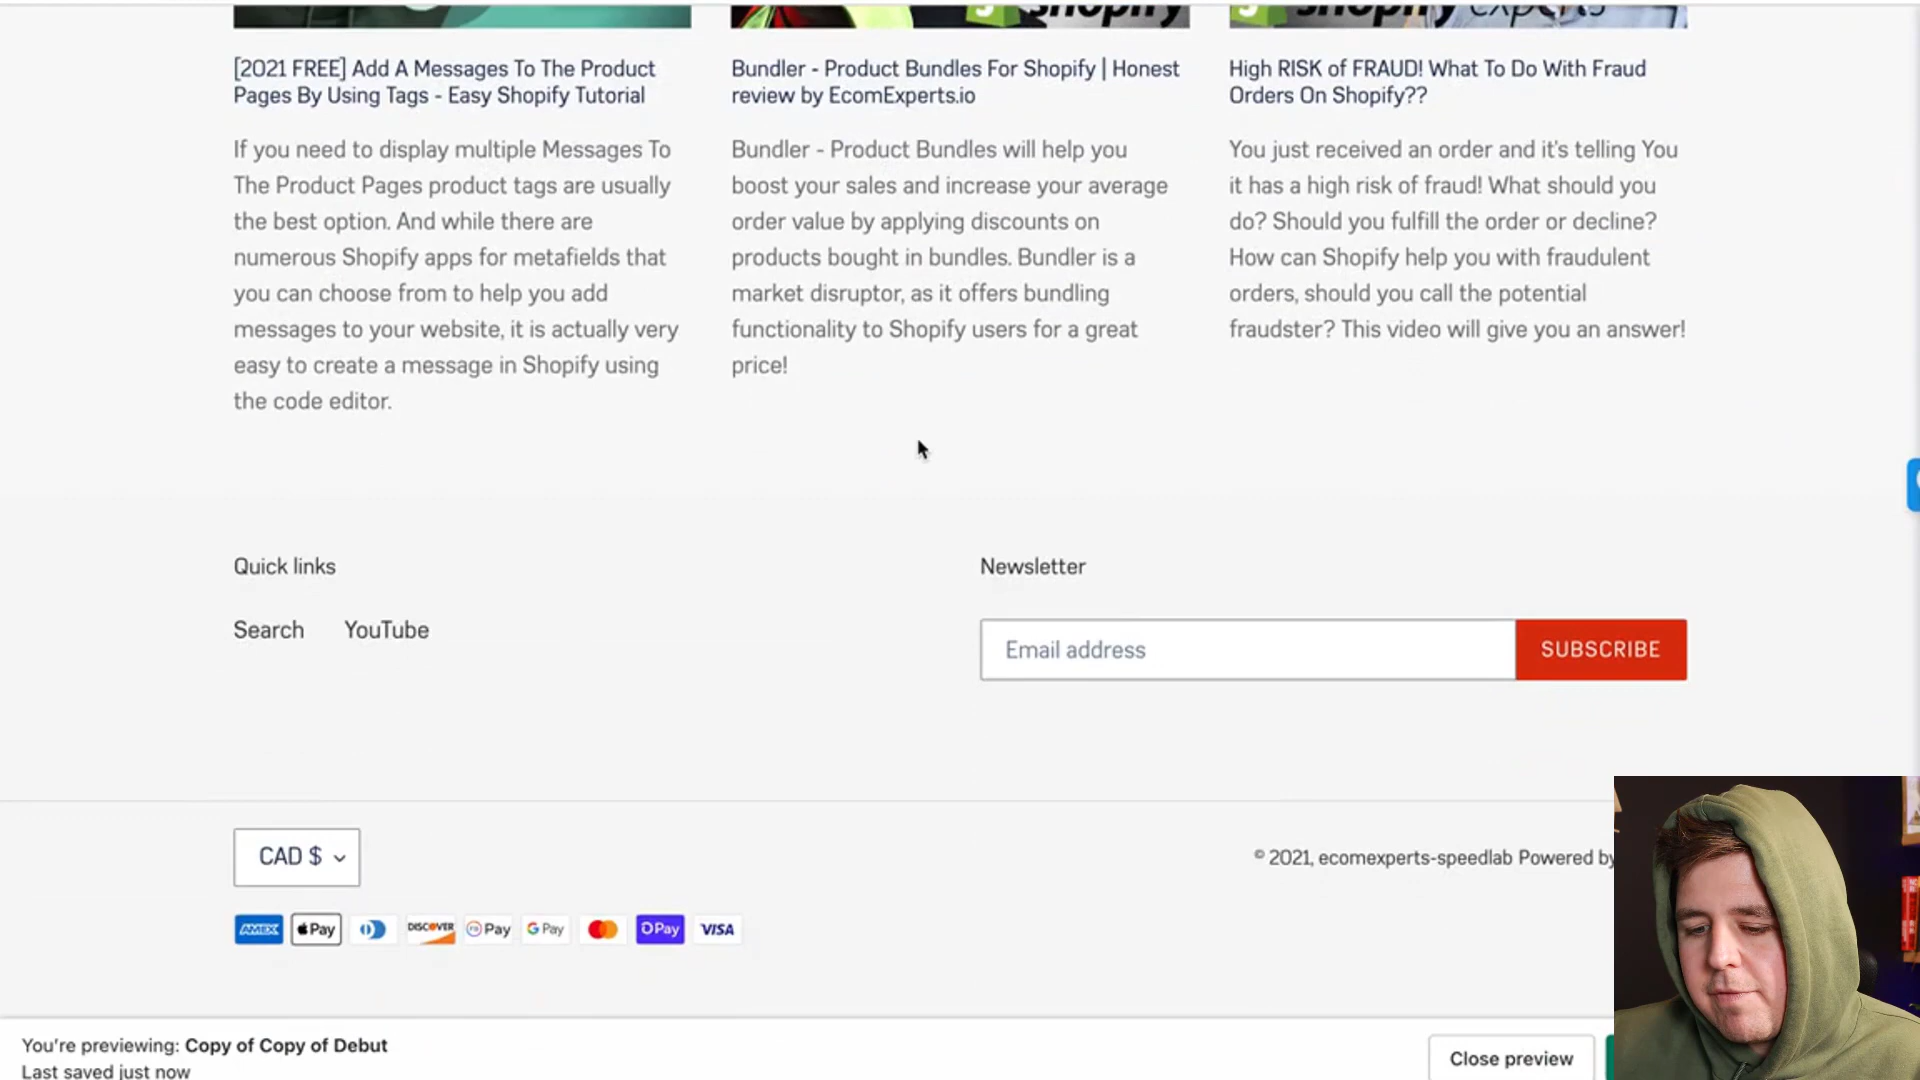 shopify
shopify experts
[2021 FREE] Add A Messages To The Product
Pages By Using Tags - Easy Shopify Tutorial
If you need to display multiple Messages To
The Product Pages product tags are usually
the best option. And while there are
numerous Shopify apps for metafields that
you can choose from to help you add
messages to your website, it is actually very
easy to create a message in Shopify using
the code editor.
Bundler - Product Bundles For Shopify | Honest
review by EcomExperts.io
Bundler - Product Bundles will help you
boost your sales and increase your average
order value by applying discounts on
products bought in bundles. Bundler is a
market disruptor, as it offers bundling
functionality to Shopify users for a great
price!
High RISK of FRAUD! What To Do With Fraud
Orders On Shopify??
You just received an order and it's telling You
it has a high risk of fraud! What should you
do? Should you fulfill the order or decline?
How can Shopify help you with fraudulent
orders, should you call the potential
fraudster? This video will give you an answer!
Quick links
Search YouTube
Newsletter
Email address SUBSCRIBE
CAD $
© 2021, ecomexperts-speedlab Powered by
AMEX Pay DISCOVER Pay G Pay Pay VISA
You're previewing: Copy of Copy of Debut
Last saved just now
Close preview